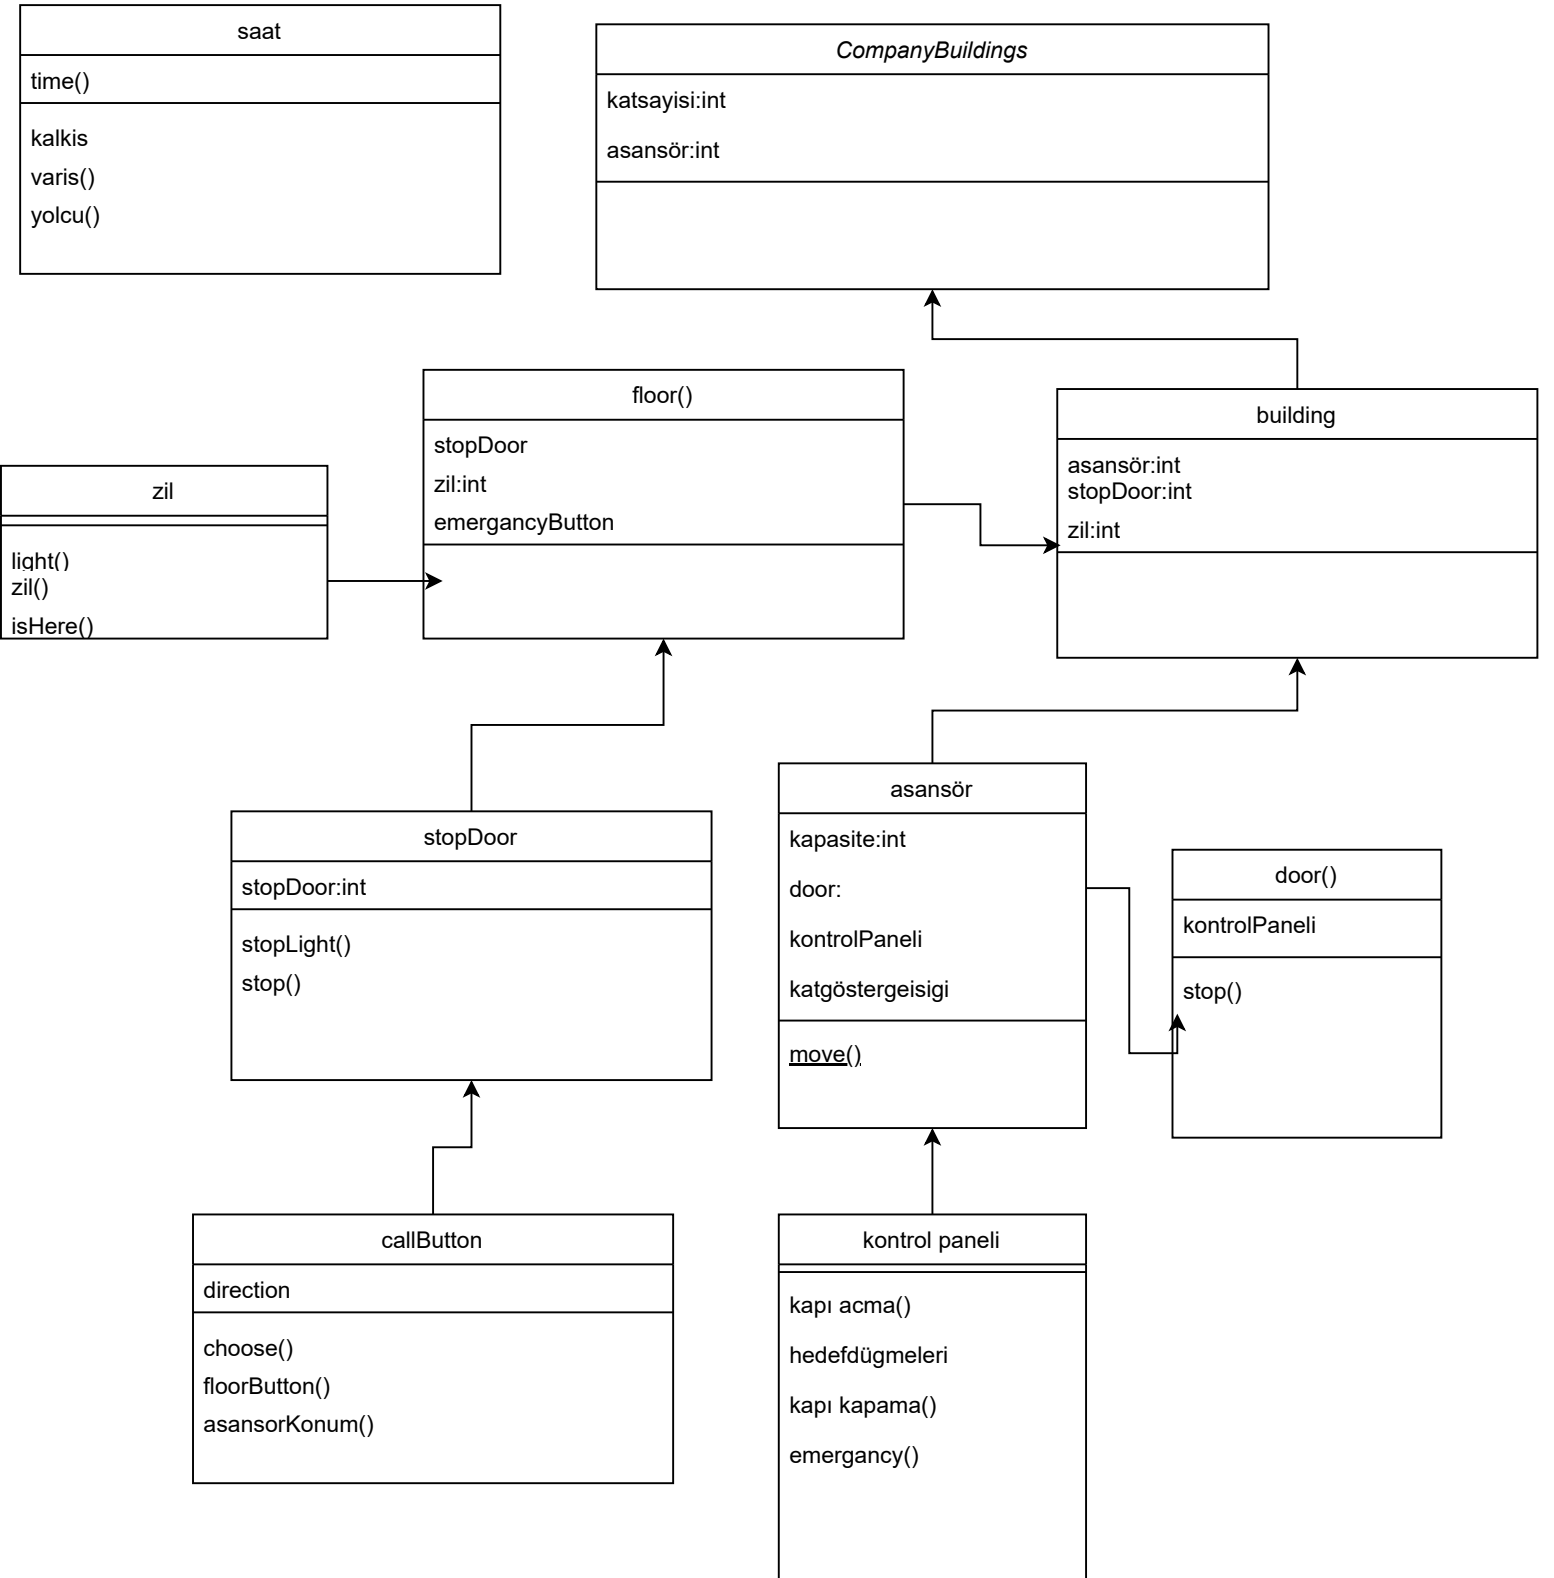 saat
time()
kalkis
varis()
yolcu()
CompanyBuildings
katsayisi:int
asansör:int
floor()
stopDoor
zil:int
emergancyButton
building
asansör:int
stopDoor:int
zil:int
zil
light()
zil()
isHere()
stopDoor
stopDoor:int
stopLight()
stop()
asansör
kapasite:int
door:
kontrolPaneli
katgöstergeisigi
move()
door()
kontrolPaneli
stop()
callButton
direction
choose()
floorButton()
asansorKonum()
kontrol paneli
kapı acma()
hedefdügmeleri
kapı kapama()
emergancy()